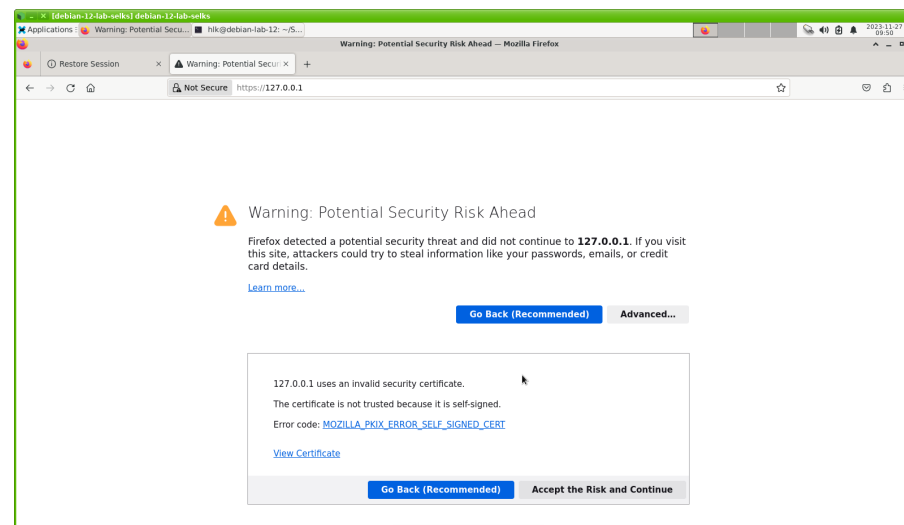 [debian-12-lab-selks] debian-12-lab-selks
Applications Warning: Potential Secu... hlk@debian-lab-12: ~/S... 2023-11-27
09:50
Warning: Potential Security Risk Ahead — Mozilla Firefox
Restore Session Warning: Potential Securi
Not Secure https://127.0.0.1
Warning: Potential Security Risk Ahead
Firefox detected a potential security threat and did not continue to 127.0.0.1. If you visit
this site, attackers could try to steal information like your passwords, emails, or credit
card details.
Learn more...
Go Back (Recommended) Advanced...
127.0.0.1 uses an invalid security certificate.
The certificate is not trusted because it is self-signed.
Error code: MOZILLA_PKIX_ERROR_SELF_SIGNED_CERT
View Certificate
Go Back (Recommended) Accept the Risk and Continue